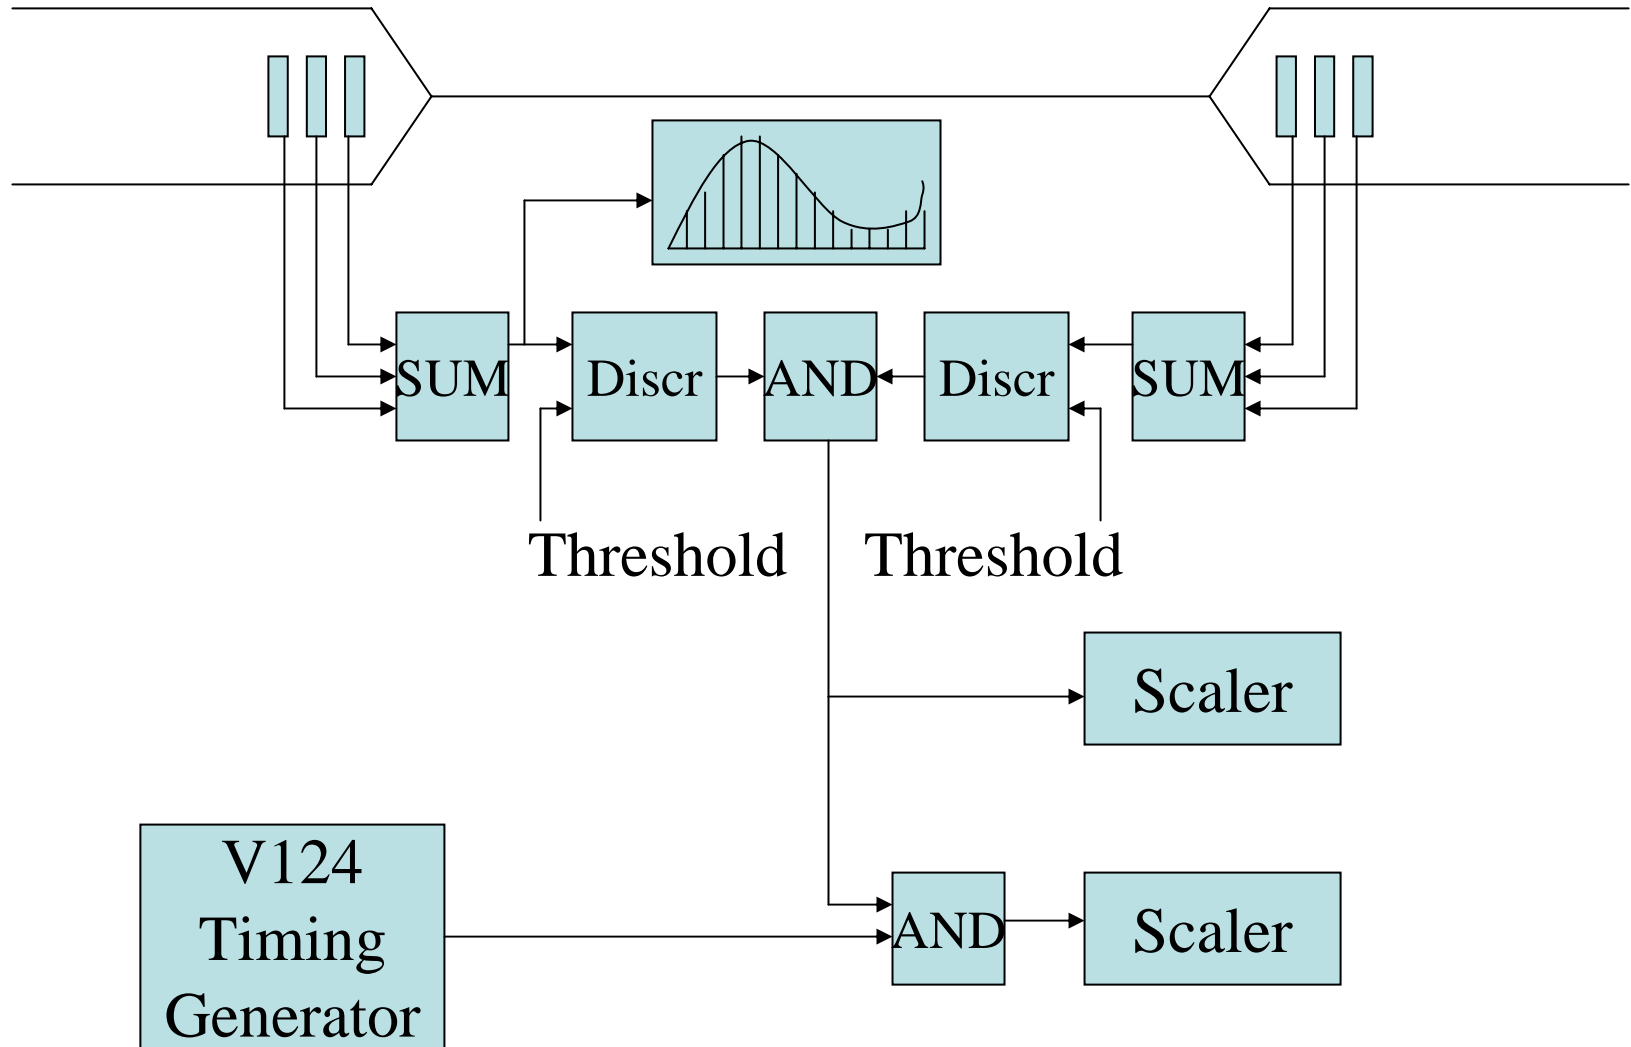 SUM
Discr
AND
Discr
SUM
Threshold
Threshold
Scaler
V124
Timing
Generator
AND
Scaler